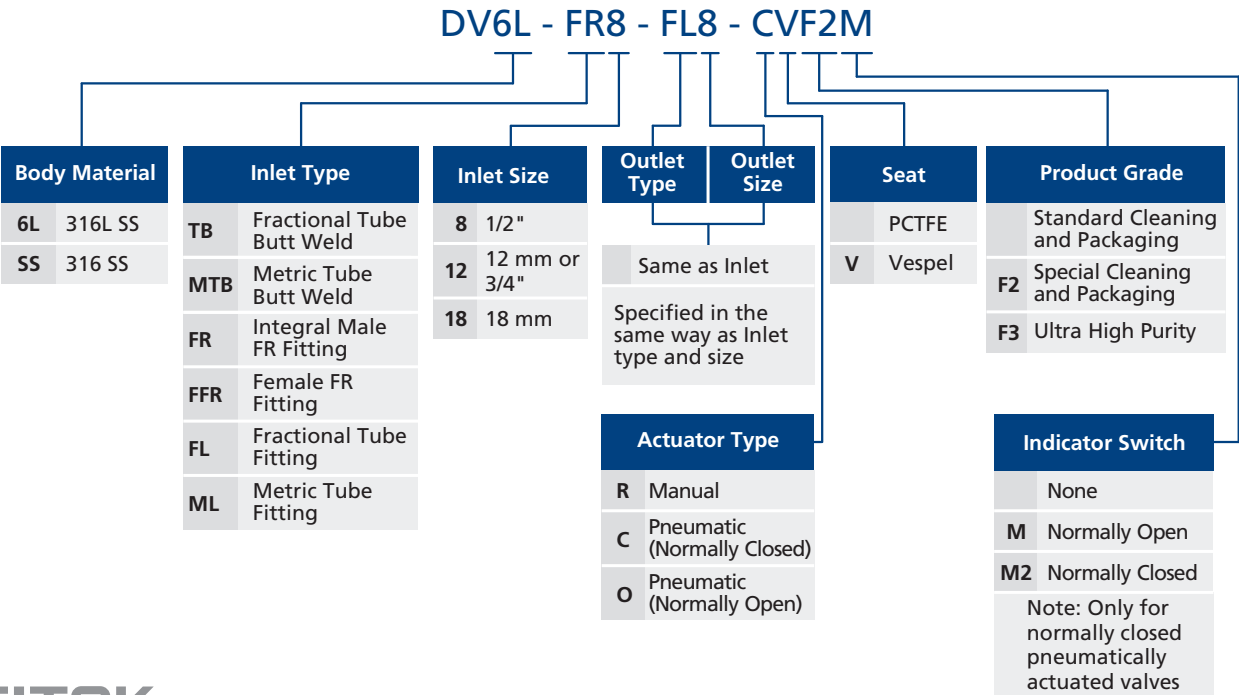 DV6L - FR8 - FL8 - CVF2M
Body Material
6L 316L SS
SS 316 SS
Inlet Type
TB Fractional Tube
Butt Weld
MTB Metric Tube
Butt Weld
FR Integral Male
FR Fitting
FFR Female FR
Fitting
FL Fractional Tube
Fitting
ML Metric Tube
Fitting
Inlet Size
8 1/2"
12 12 mm or
3/4"
18 18 mm
Outlet
Type
Outlet
Size
Same as Inlet
Specified in the
same way as Inlet
type and size
Actuator Type
R Manual
C Pneumatic
(Normally Closed)
O Pneumatic
(Normally Open)
Seat
PCTFE
V Vespel
Product Grade
Standard Cleaning
and Packaging
F2 Special Cleaning
and Packaging
F3 Ultra High Purity
Indicator Switch
None
M Normally Open
M2 Normally Closed
Note: Only for
normally closed
pneumatically
actuated valves